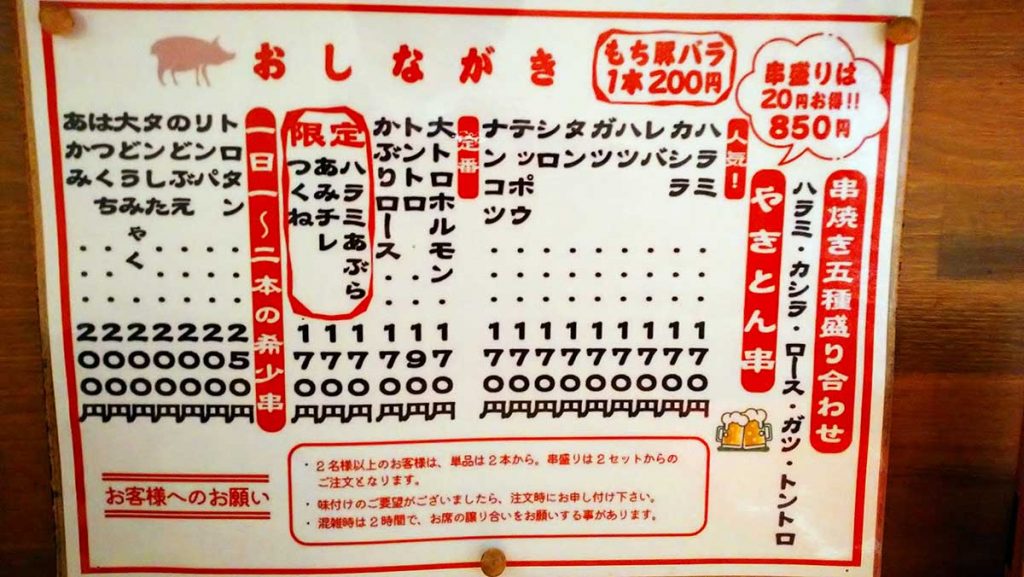 おしながき
もち豚バラ
1本200円
串盛りは
20円お得!!
850円
串焼き五種盛り合わせ
ハラミ・カシラ・ロース・ガツ・トントロ
やきとん串
人気!
ハラミ・・・170円
カシラ・・・170円
レバ・・・170円
ハツ・・・170円
ガツ・・・170円
タン・・・170円
シロ・・・170円
テッポウ・・・170円
ナンコツ・・・170円
定番
大トロホルモン・・170円
トントロ・・・190円
かぶりロース・・170円
限定
ハラミあぶら170円
あみチレ170円
つくね170円
一日一〜二本の希少串
トロタン・・・250円
リンパ・・・200円
のどぶえ・・・200円
タンした・・・200円
大どうみゃく・・200円
はつくち・・・200円
あかみ・・・200円
お客様へのお願い
・2名様以上のお客様は、単品は2本から。串盛りは2セットからの
ご注文となります。
・味付けのご要望がございましたら、注文時にお申し付け下さい。
・混雑時は2時間で、お席の譲り合いをお願いする事があります。